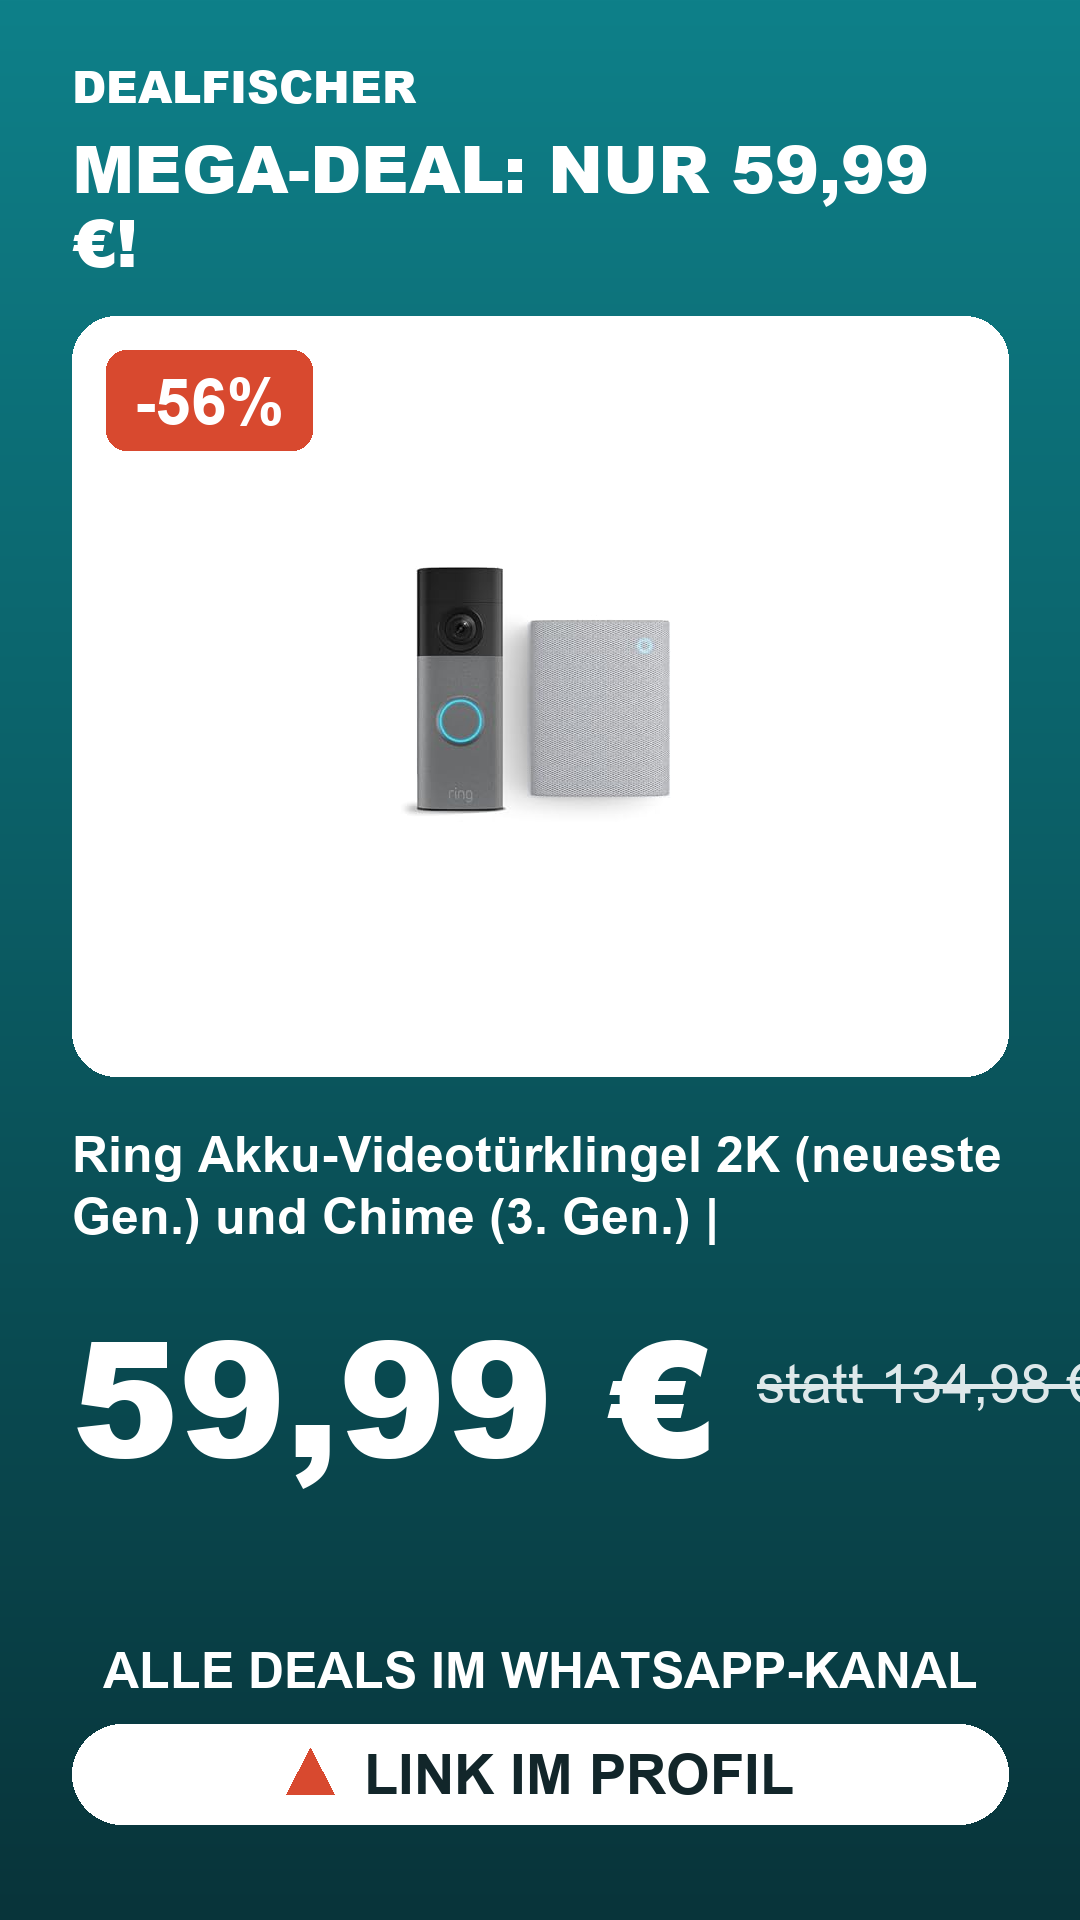 DEALFISCHER
MEGA-DEAL: NUR 59,99
€!
-56%
ring
Ring Akku-Videotürklingel 2K (neueste
Gen.) und Chime (3. Gen.) |
59,99 € statt 134,98 €
ALLE DEALS IM WHATSAPP-KANAL
LINK IM PROFIL